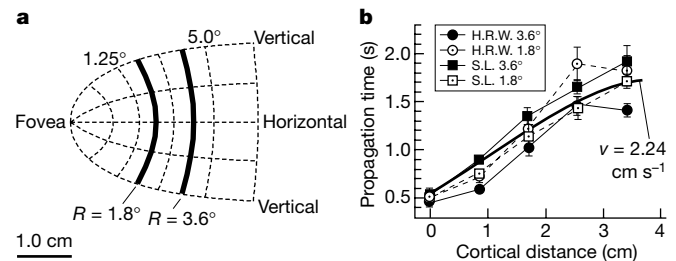 a
1.25°
5.0°
Vertical
Fovea
Horizontal
R = 1.8°
R = 3.6°
Vertical
1.0 cm
b
H.R.W. 3.6°
H.R.W. 1.8°
S.L. 3.6°
S.L. 1.8°
Propagation time (s)
2.0
1.5
1.0
0.5
v = 2.24
cm s⁻¹
0 1 2 3 4
Cortical distance (cm)